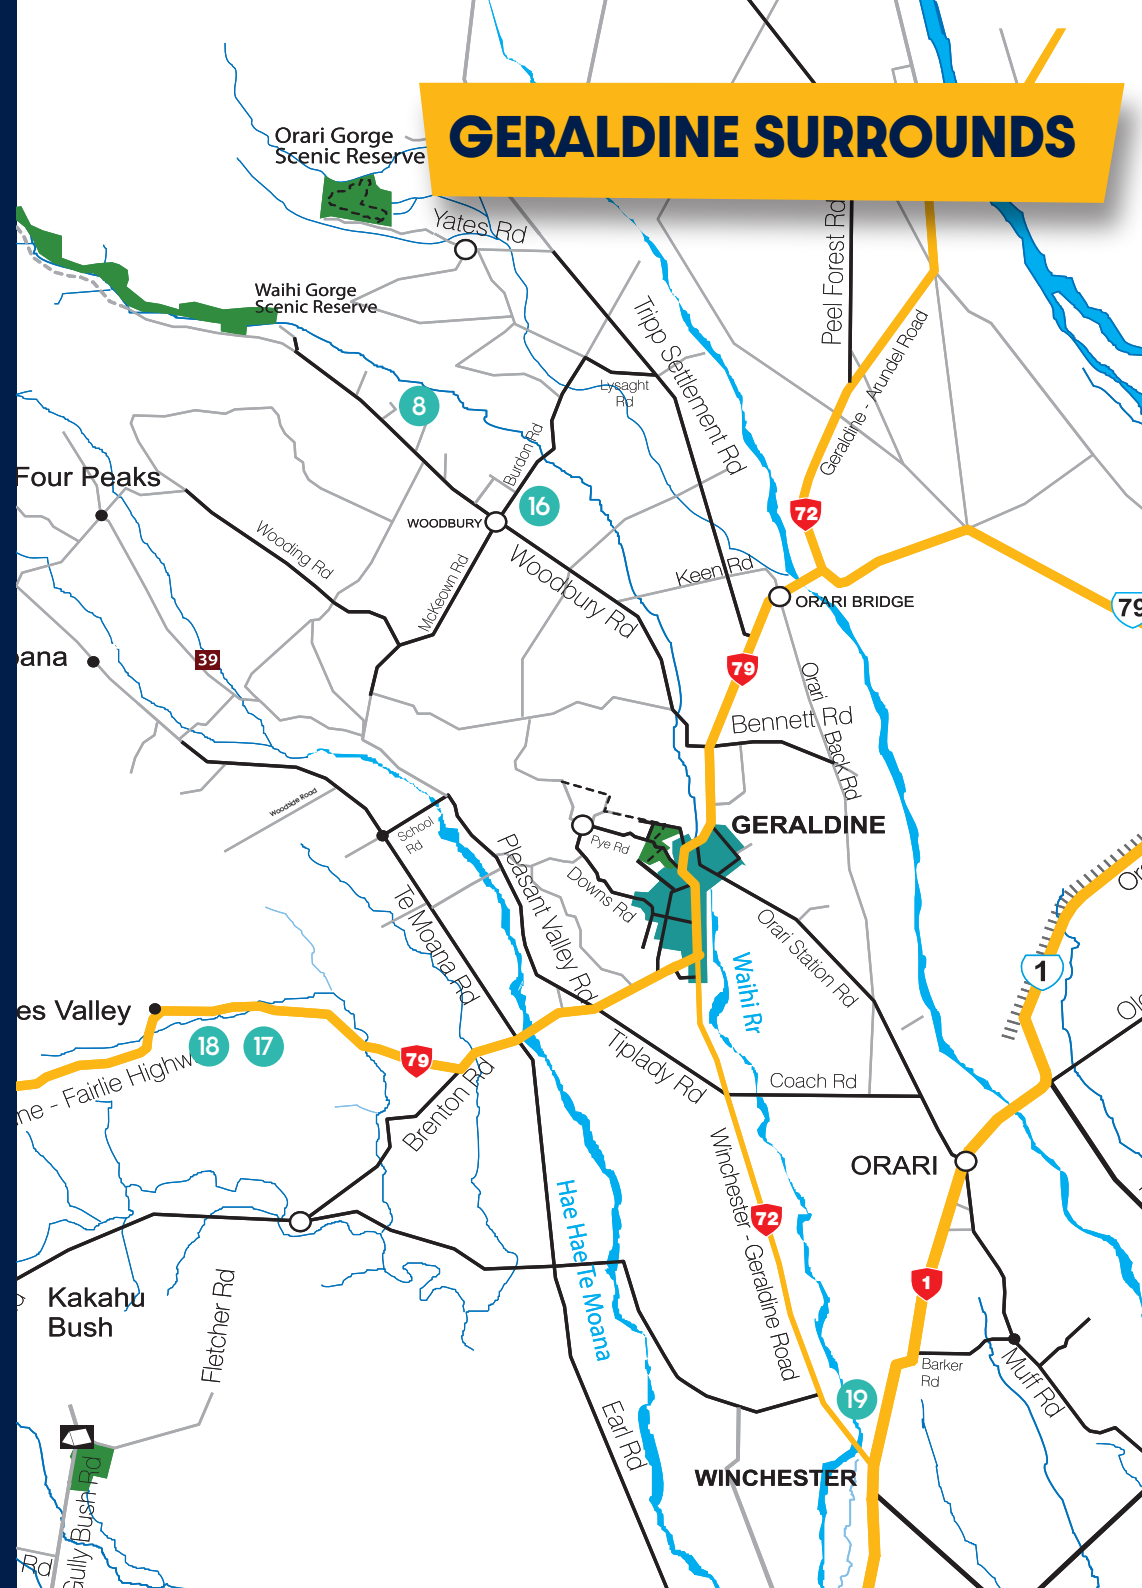 GERALDINE SURROUNDS
Orari Gorge
Scenic Reserve
Yates Rd
Peel Forest Rd
Waihi Gorge
Scenic Reserve
Tripp Settlement Rd
Geraldine - Arundel Road
8
Lysaght
Rd
Burdon Rd
Four Peaks
16
72
WOODBURY
Wooding Rd
McKeown Rd
Woodbury Rd
Keen Rd
ORARI BRIDGE
79
39
79
Orari Back Rd
Bennett Rd
Woodside Road
School
Rd
GERALDINE
Pye Rd
Pleasant Valley Rd
Downs Rd
Te Moana Rd
Orari Station Rd
Waihi Rr
1
es Valley
18
17
79
ne - Fairlie Highw
Brenton Rd
Tiplady Rd
Coach Rd
Winchester - Geraldine Road
ORARI
Hae Hae Te Moana
72
1
Kakahu
Bush
Fletcher Rd
Barker
Rd
Muff Rd
19
Earl Rd
WINCHESTER
Gully Bush Rd
Rd